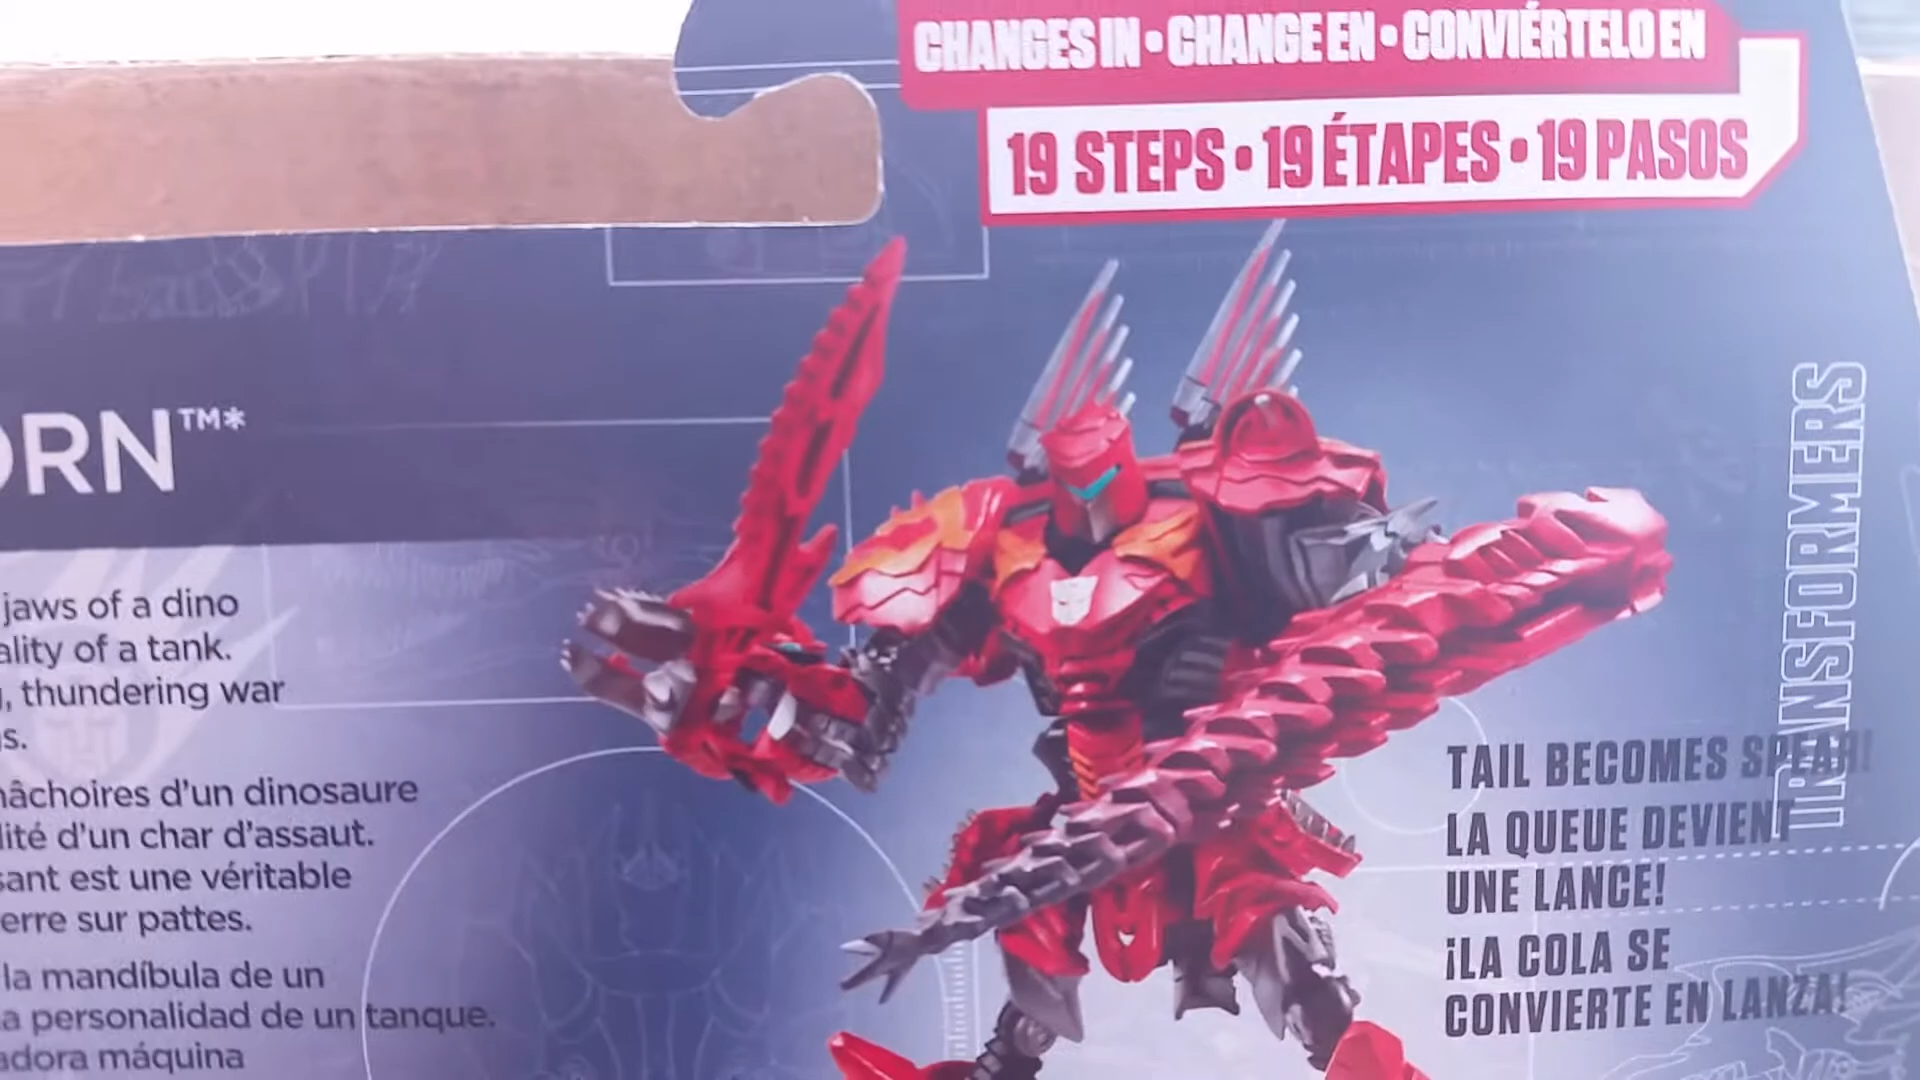 CHANGES IN • CHANGE EN • CONVIÉRTELO EN
19 STEPS • 19 ÉTAPES • 19 PASOS
ORN™*
jaws of a dino
ality of a tank.
, thundering war
s.
mâchoires d'un dinosaure
lité d'un char d'assaut.
sant est une véritable
erre sur pattes.
la mandíbula de un
a personalidad de un tanque.
adora máquina
TRANSFORMERS
TAIL BECOMES SPEAR!
LA QUEUE DEVIENT
UNE LANCE!
¡LA COLA SE
CONVIERTE EN LANZA!